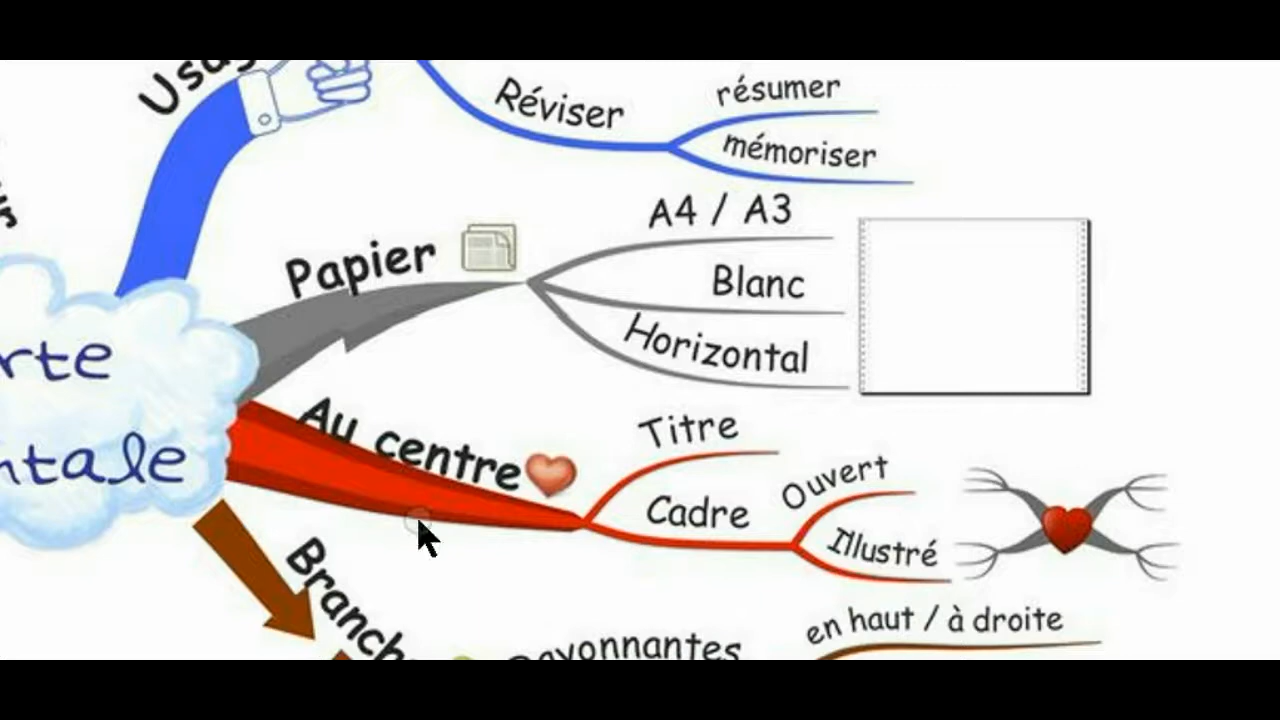 Réviser
résumer
mémoriser
Papier
A4 / A3
Blanc
Horizontal
Au centre
Titre
Cadre
Ouvert
Illustré
en haut / à droite